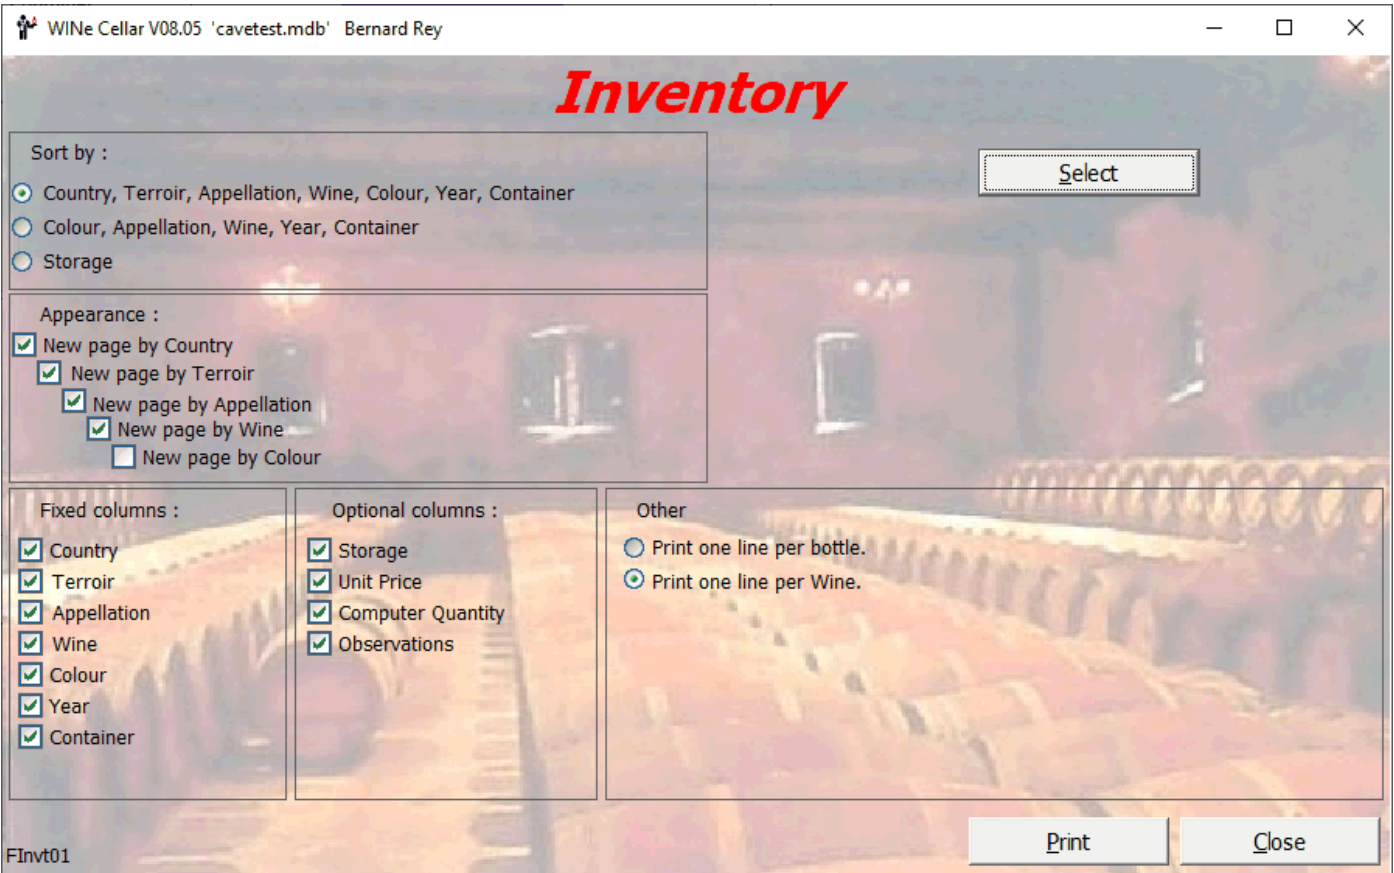 WINe Cellar V08.05 'cavetest.mdb' Bernard Rey
Inventory
Sort by :
Country, Terroir, Appellation, Wine, Colour, Year, Container
Colour, Appellation, Wine, Year, Container
Storage
Select
Appearance :
New page by Country
New page by Terroir
New page by Appellation
New page by Wine
New page by Colour
Fixed columns :
Country
Terroir
Appellation
Wine
Colour
Year
Container
Optional columns :
Storage
Unit Price
Computer Quantity
Observations
Other
Print one line per bottle.
Print one line per Wine.
FInvt01
Print
Close